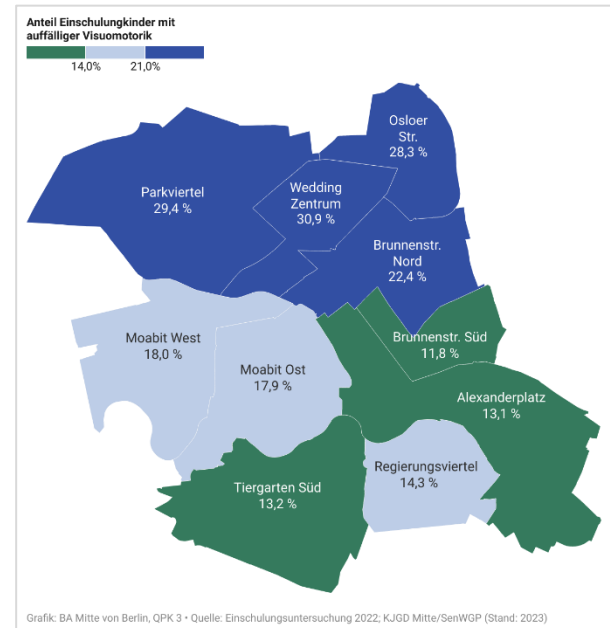 Anteil Einschulungkinder mit
auffälliger Visuomotorik
14,0% 21,0%
Osloer
Str.
28,3 %
Parkviertel
29,4 %
Wedding
Zentrum
30,9 %
Brunnenstr.
Nord
22,4 %
Moabit West
18,0 %
Moabit Ost
17,9 %
Brunnenstr. Süd
11,8 %
Alexanderplatz
13,1 %
Tiergarten Süd
13,2 %
Regierungsviertel
14,3 %
Grafik: BA Mitte von Berlin, QPK 3 • Quelle: Einschulungsuntersuchung 2022; KJGD Mitte/SenWGP (Stand: 2023)